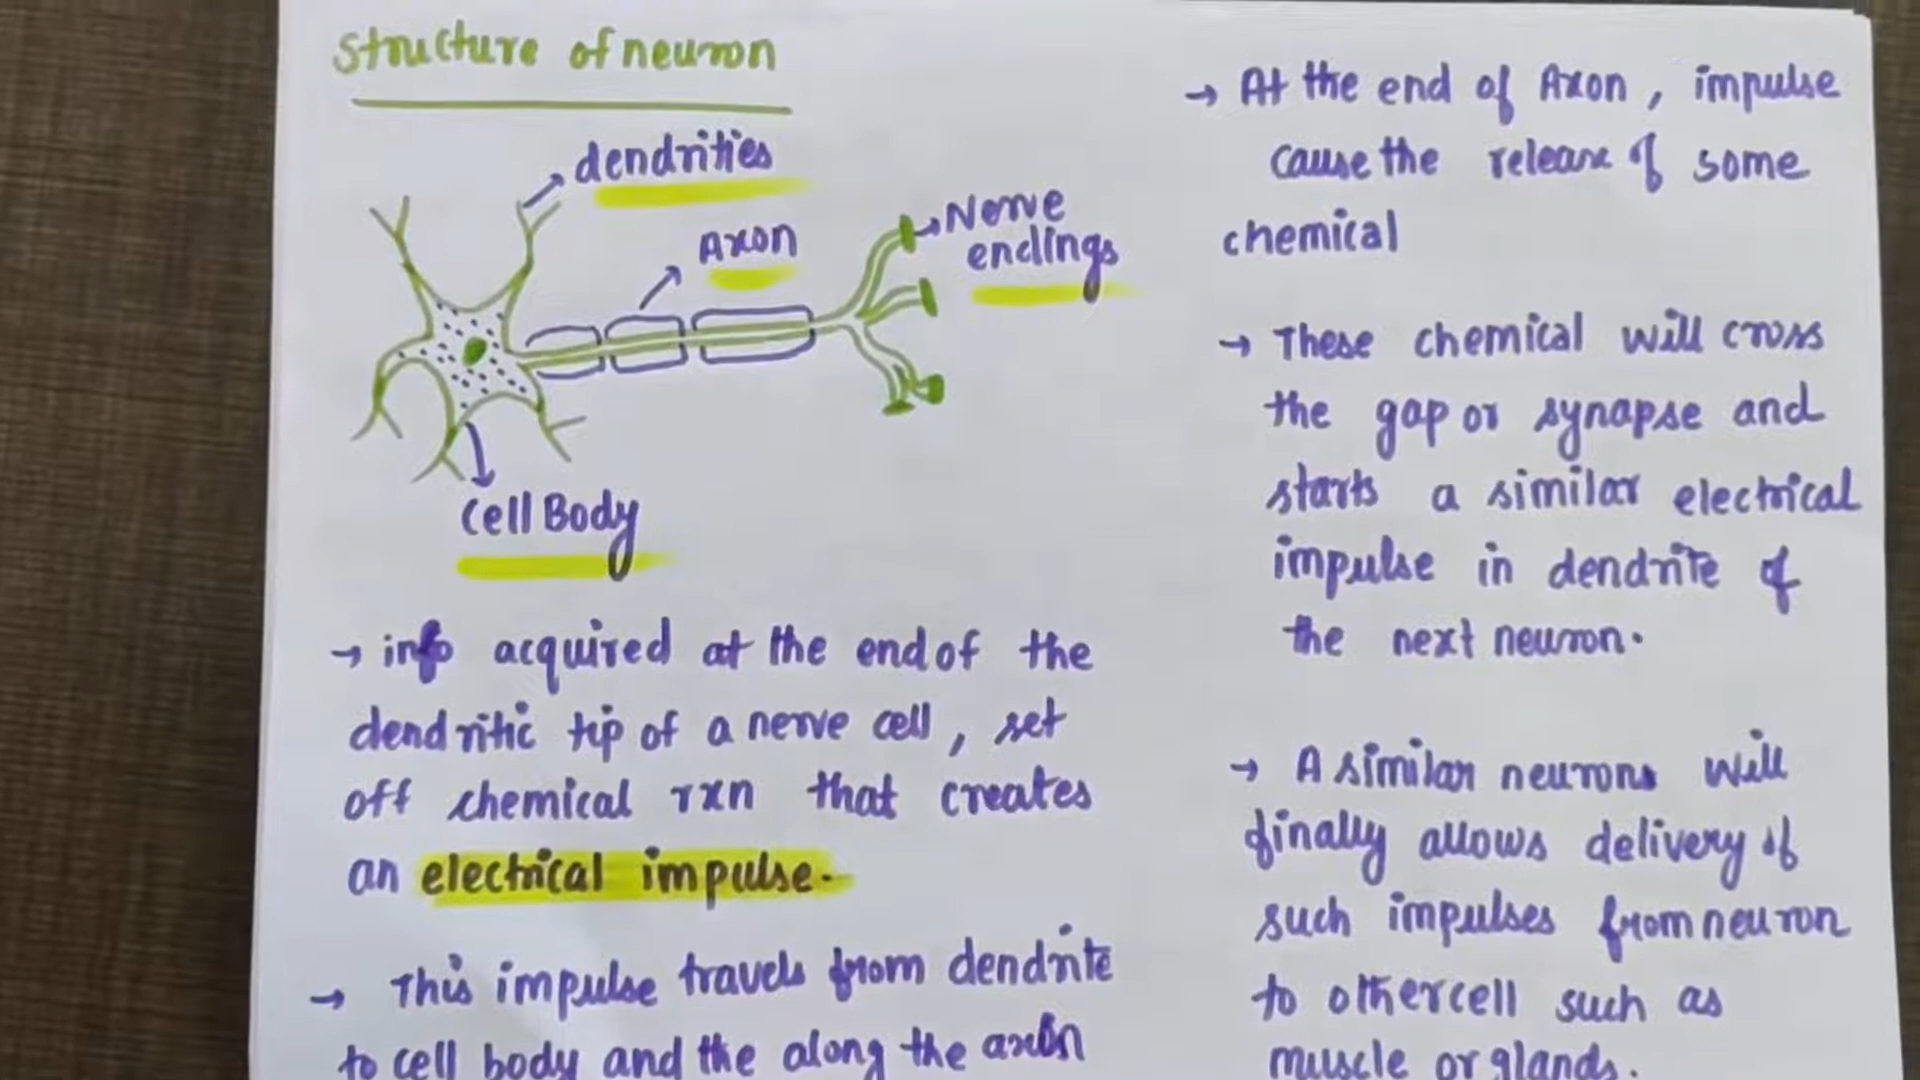 Structure of neuron
dendrities
Axon
Nerve
endings
Cell Body
→ info acquired at the end of the
dendritic tip of a nerve cell, set
off chemical rxn that creates
an electrical impulse.
→ This impulse travels from dendrite
to cell body and the along the axon
→ At the end of Axon, impulse
cause the release of some
chemical
→ These chemical will cross
the gap or synapse and
starts a similar electrical
impulse in dendrite of
the next neuron.
→ A similar neurons will
finally allows delivery of
such impulses from neuron
to other cell such as
muscle or glands.